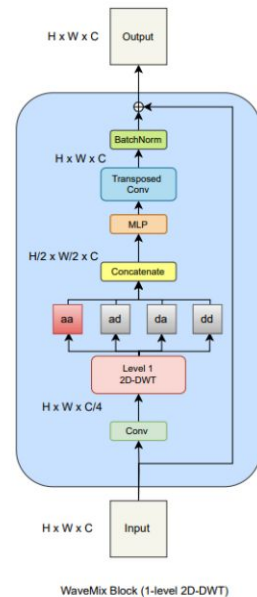 H x W x C
Output
BatchNorm
H x W x C
Transposed
Conv
MLP
H/2 x W/2 x C
Concatenate
aa
ad
da
dd
Level 1
2D-DWT
H x W x C/4
Conv
H x W x C
Input
WaveMix Block (1-level 2D-DWT)